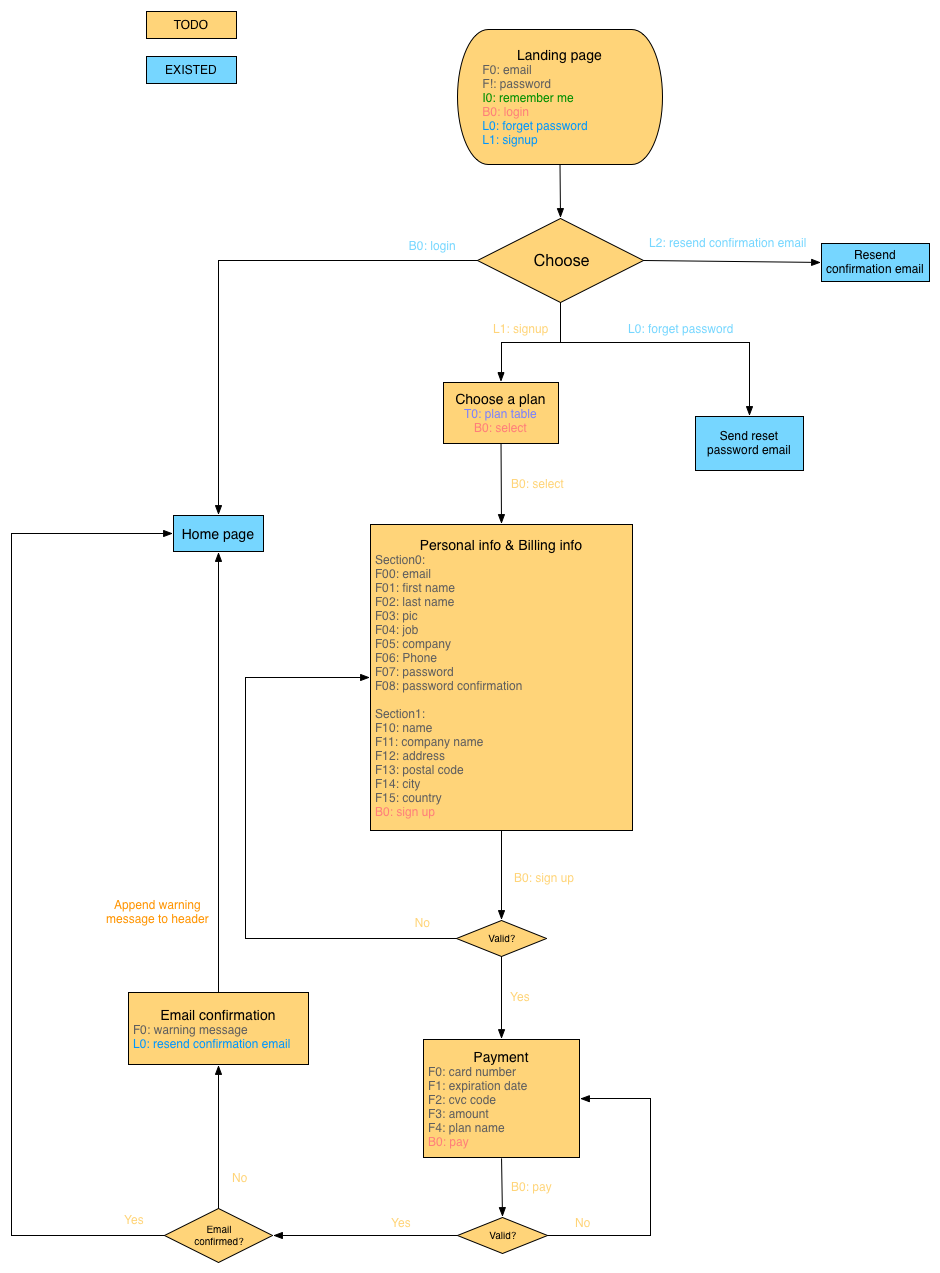 TODO
EXISTED
Landing page
F0: email
F!: password
I0: remember me
B0: login
L0: forget password
L1: signup
B0: login
Choose
L2: resend confirmation email
Resend
confirmation email
L1: signup
L0: forget password
Choose a plan
T0: plan table
B0: select
Send reset
password email
B0: select
Home page
Personal info & Billing info
Section0:
F00: email
F01: first name
F02: last name
F03: pic
F04: job
F05: company
F06: Phone
F07: password
F08: password confirmation
Section1:
F10: name
F11: company name
F12: address
F13: postal code
F14: city
F15: country
B0: sign up
B0: sign up
Append warning
message to header
No
Valid?
Yes
Email confirmation
F0: warning message
L0: resend confirmation email
Payment
F0: card number
F1: expiration date
F2: cvc code
F3: amount
F4: plan name
B0: pay
No
B0: pay
Yes
Email
confirmed?
Yes
Valid?
No